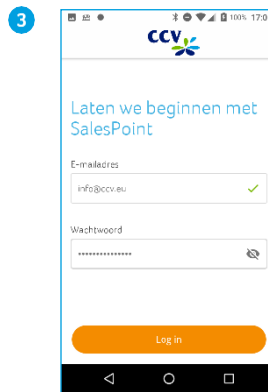 3
100% 17:0
CCV
Laten we beginnen met
SalesPoint
E-mailadres
info@ccv.eu
Wachtwoord
•••••••••••••••
Log in